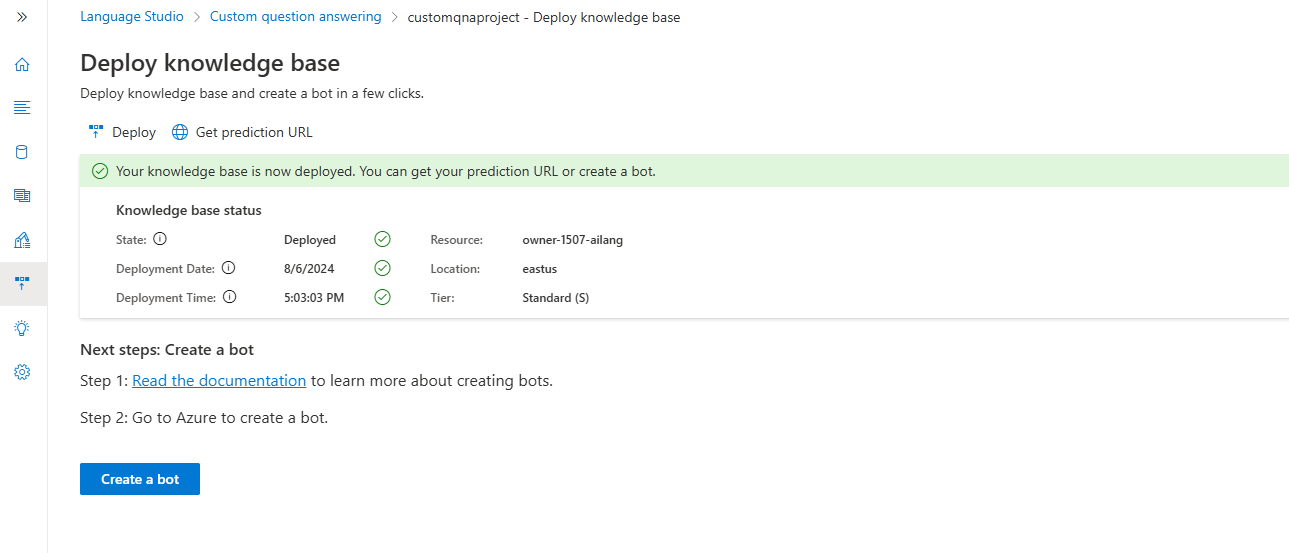 Language Studio > Custom question answering > customqnaproject - Deploy knowledge base
Deploy knowledge base
Deploy knowledge base and create a bot in a few clicks.
Deploy Get prediction URL
Your knowledge base is now deployed. You can get your prediction URL or create a bot.
Knowledge base status
State: Deployed Resource: owner-1507-ailang
Deployment Date: 8/6/2024 Location: eastus
Deployment Time: 5:03:03 PM Tier: Standard (S)
Next steps: Create a bot
Step 1: Read the documentation to learn more about creating bots.
Step 2: Go to Azure to create a bot.
Create a bot